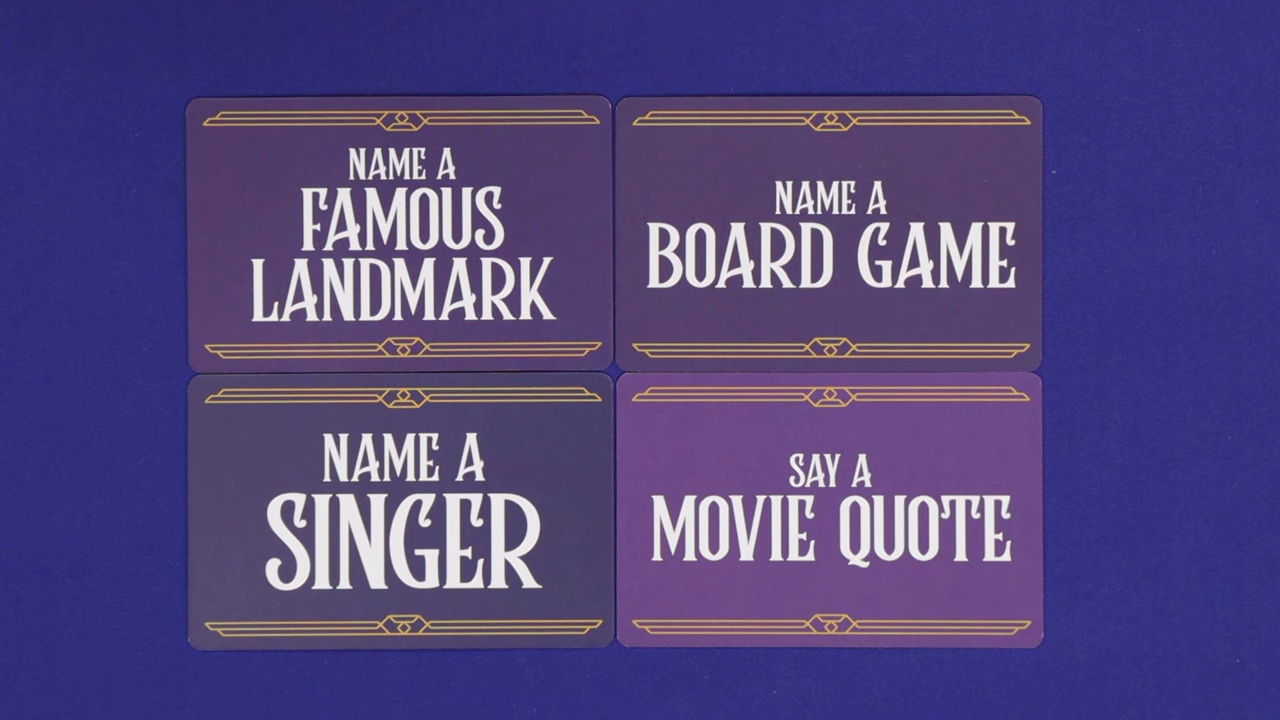 NAME A
FAMOUS
LANDMARK
NAME A
BOARD GAME
NAME A
SINGER
SAY A
MOVIE QUOTE